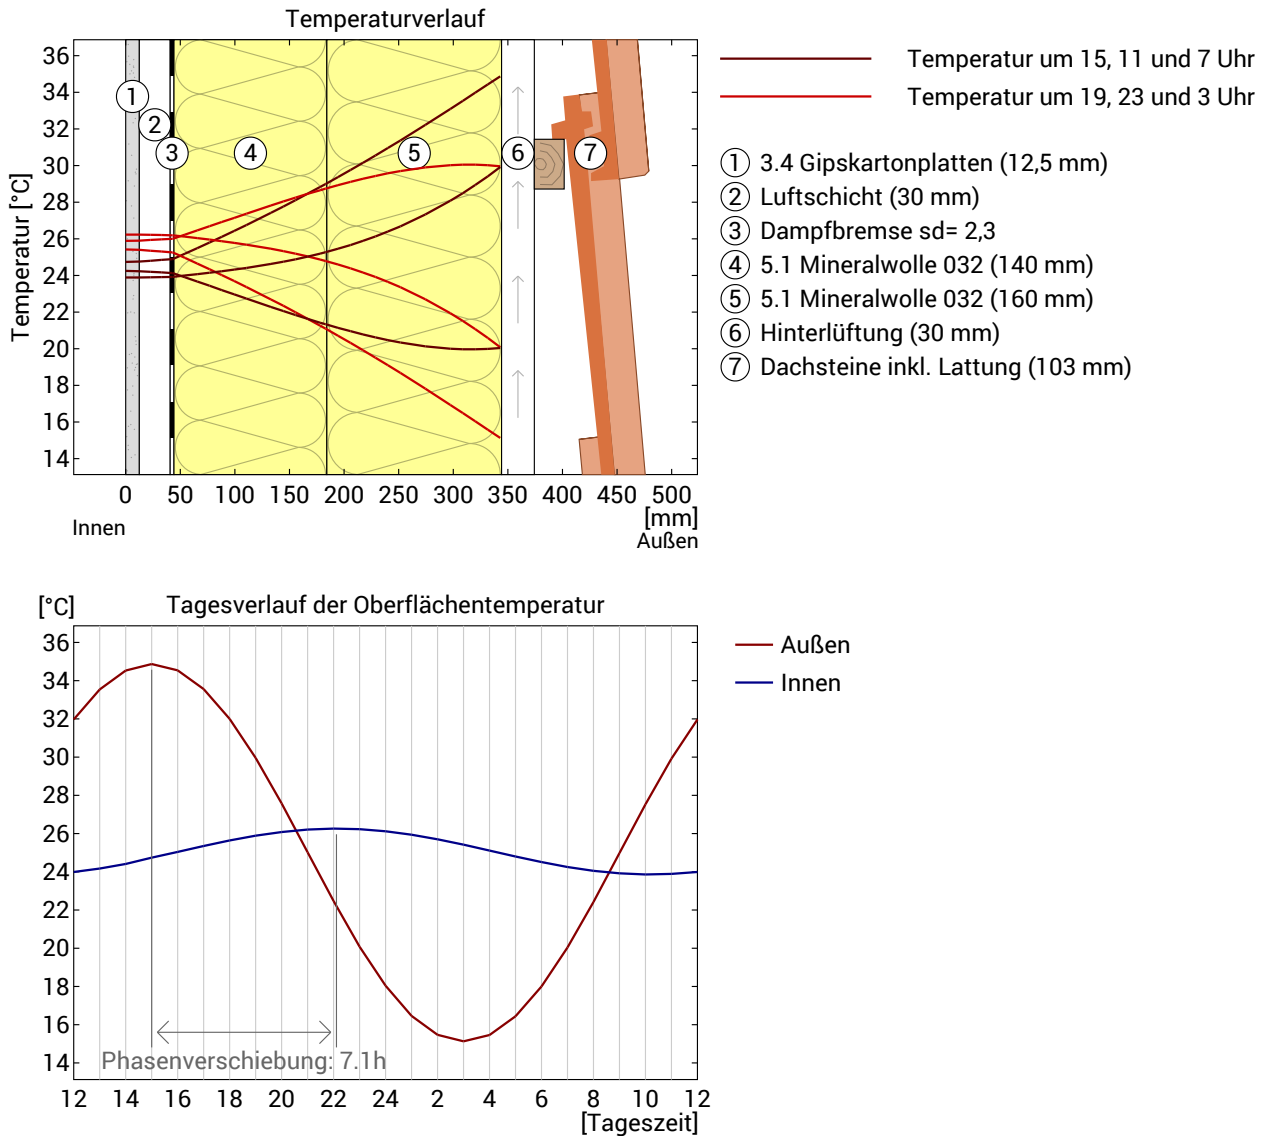 Temperaturverlauf
Temperatur [°C]
36
34
32
30
28
26
24
22
20
18
16
14
1
2
3
4
5
6
7
0 50 100 150 200 250 300 350 400 450 500
[mm]
Innen
Außen
Temperatur um 15, 11 und 7 Uhr
Temperatur um 19, 23 und 3 Uhr
1 3.4 Gipskartonplatten (12,5 mm)
2 Luftschicht (30 mm)
3 Dampfbremse sd= 2,3
4 5.1 Mineralwolle 032 (140 mm)
5 5.1 Mineralwolle 032 (160 mm)
6 Hinterlüftung (30 mm)
7 Dachsteine inkl. Lattung (103 mm)
[°C]
Tagesverlauf der Oberflächentemperatur
36
34
32
30
28
26
24
22
20
18
16
14
Phasenverschiebung: 7.1h
12 14 16 18 20 22 24 2 4 6 8 10 12
[Tageszeit]
Außen
Innen